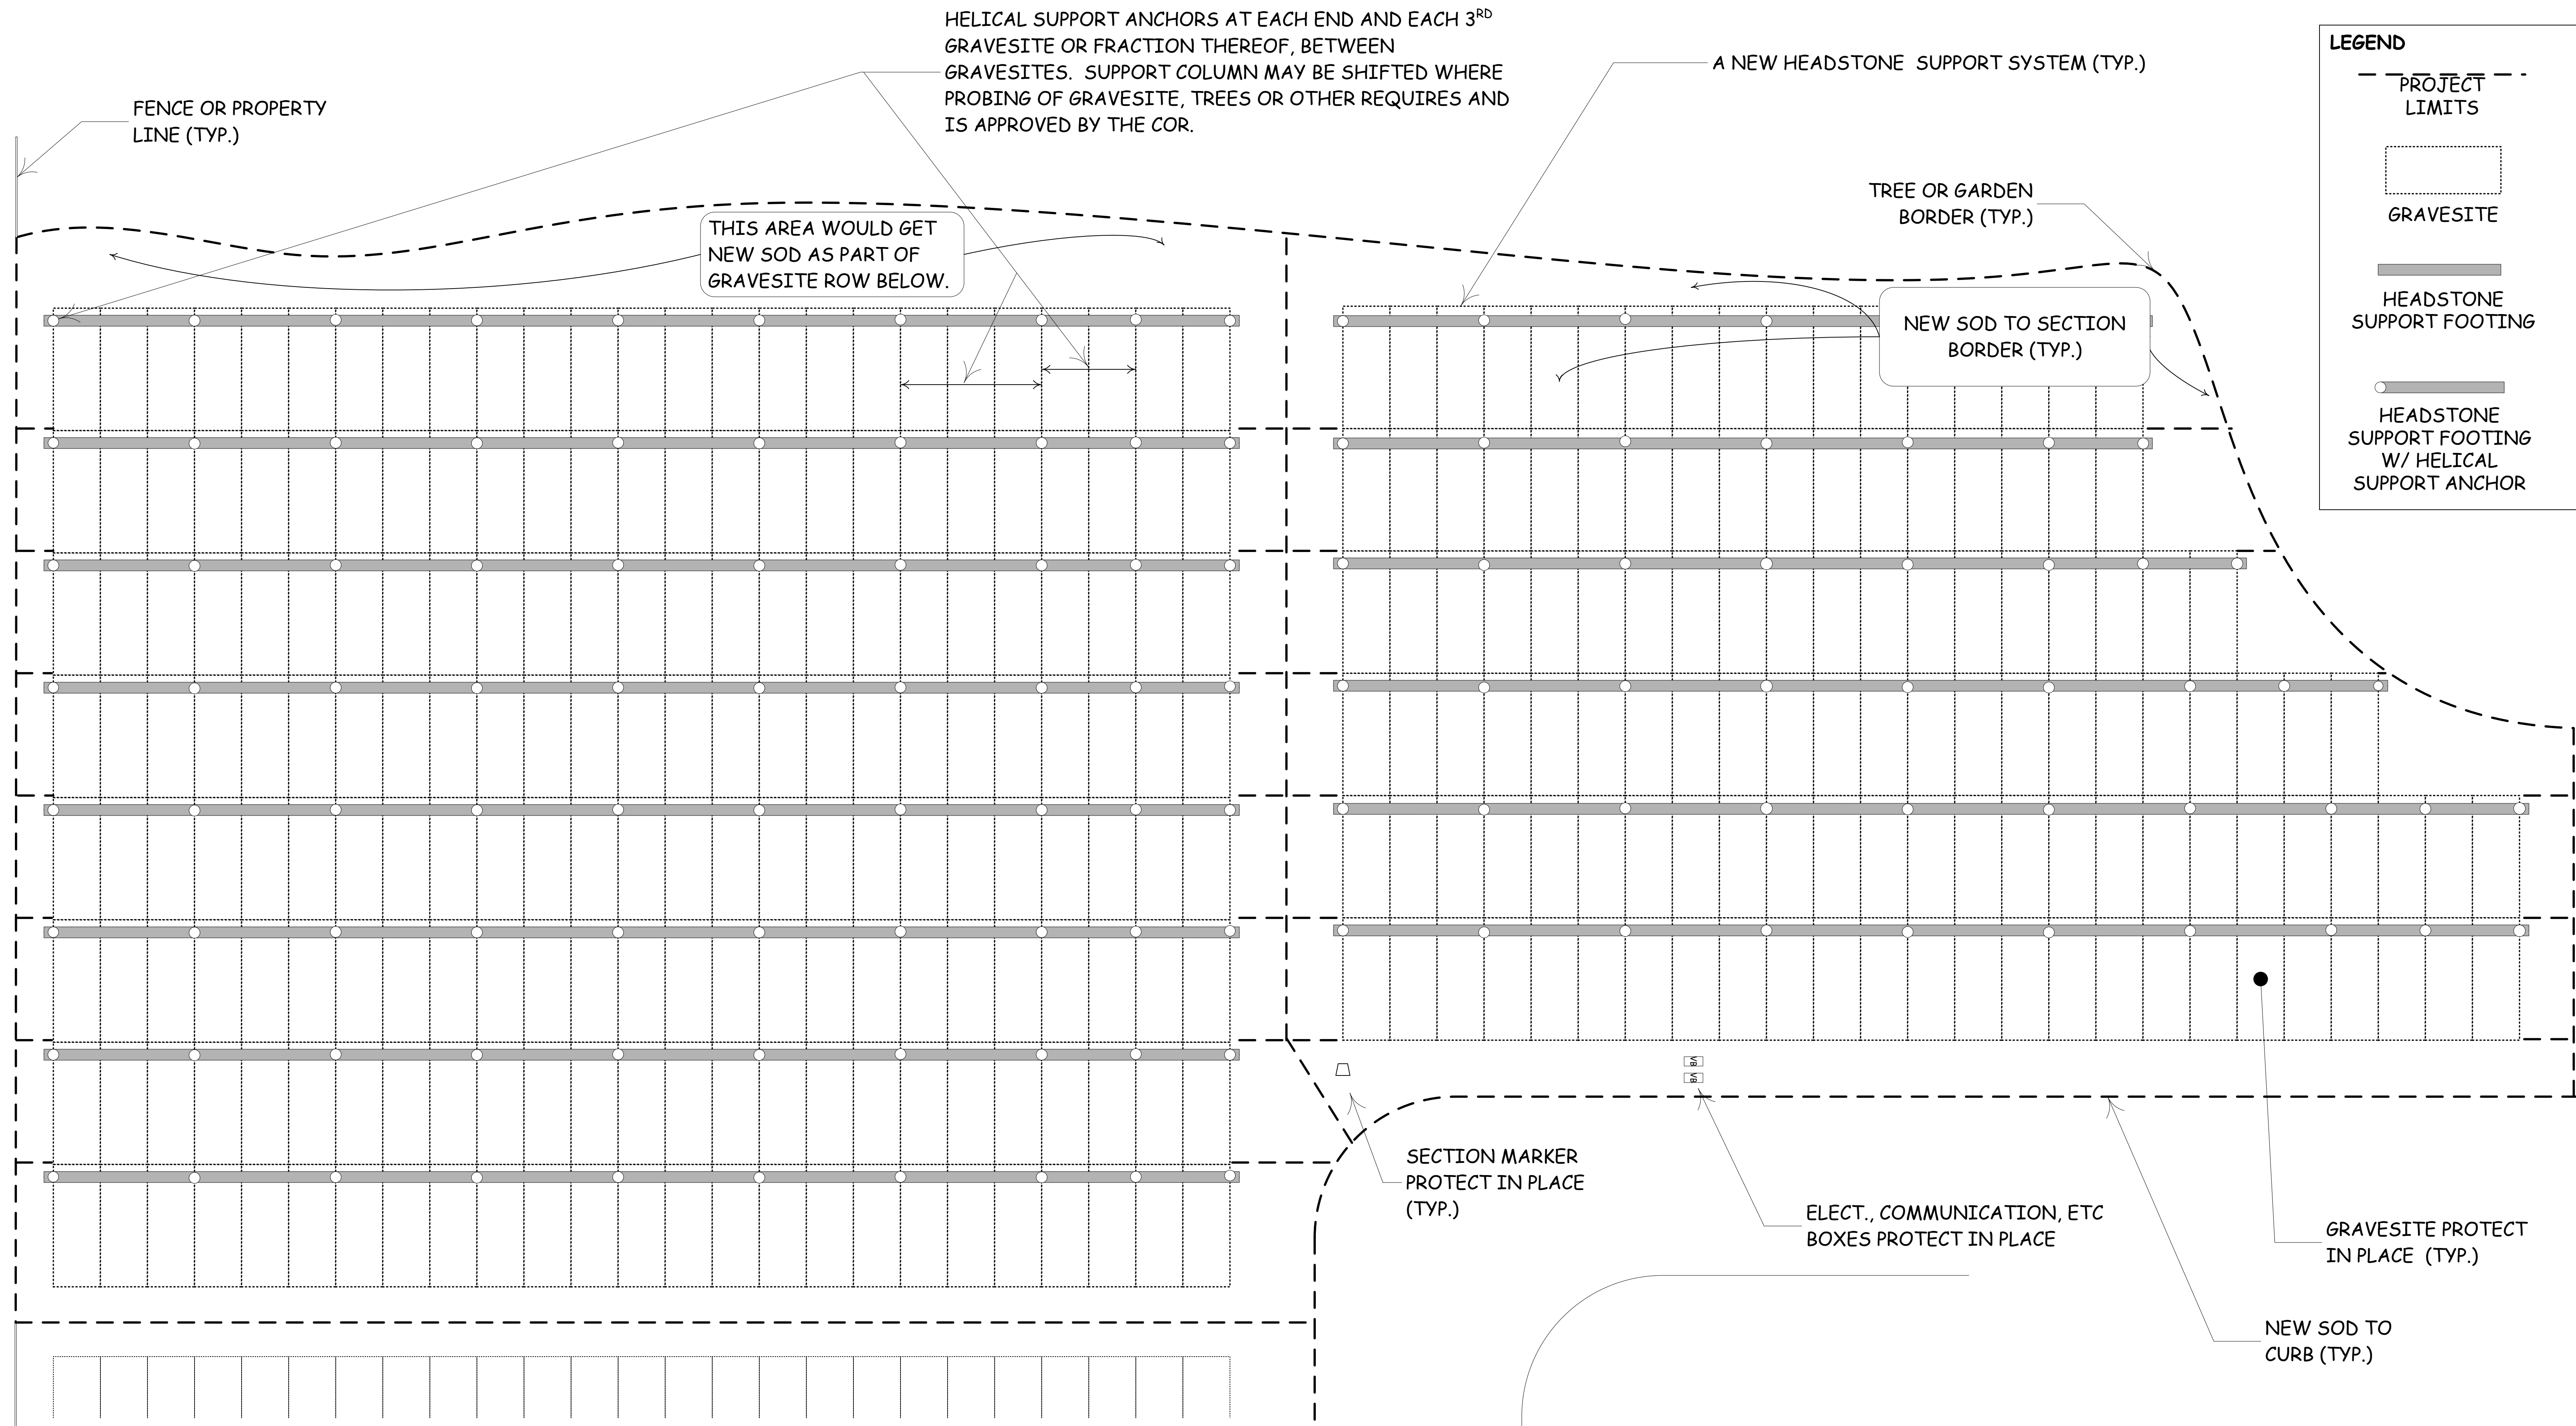 HELICAL SUPPORT ANCHORS AT EACH END AND EACH 3RD
GRAVESITE OR FRACTION THEREOF, BETWEEN
GRAVESITES.  SUPPORT COLUMN MAY BE SHIFTED WHERE
PROBING OF GRAVESITE, TREES OR OTHER REQUIRES AND
IS APPROVED BY THE COR.
A NEW HEADSTONE  SUPPORT SYSTEM (TYP.)
FENCE OR PROPERTY
LINE (TYP.)
TREE OR GARDEN
BORDER (TYP.)
THIS AREA WOULD GET
NEW SOD AS PART OF
GRAVESITE ROW BELOW.
NEW SOD TO SECTION
BORDER (TYP.)
LEGEND
PROJECT
LIMITS
GRAVESITE
HEADSTONE
SUPPORT FOOTING
HEADSTONE
SUPPORT FOOTING
W/ HELICAL
SUPPORT ANCHOR
VB
VB
SECTION MARKER
PROTECT IN PLACE
(TYP.)
ELECT., COMMUNICATION, ETC
BOXES PROTECT IN PLACE
GRAVESITE PROTECT
IN PLACE  (TYP.)
NEW SOD TO
CURB (TYP.)